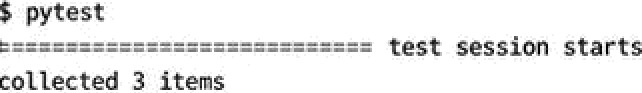 $ pytest
============================ test session starts
collected 3 items